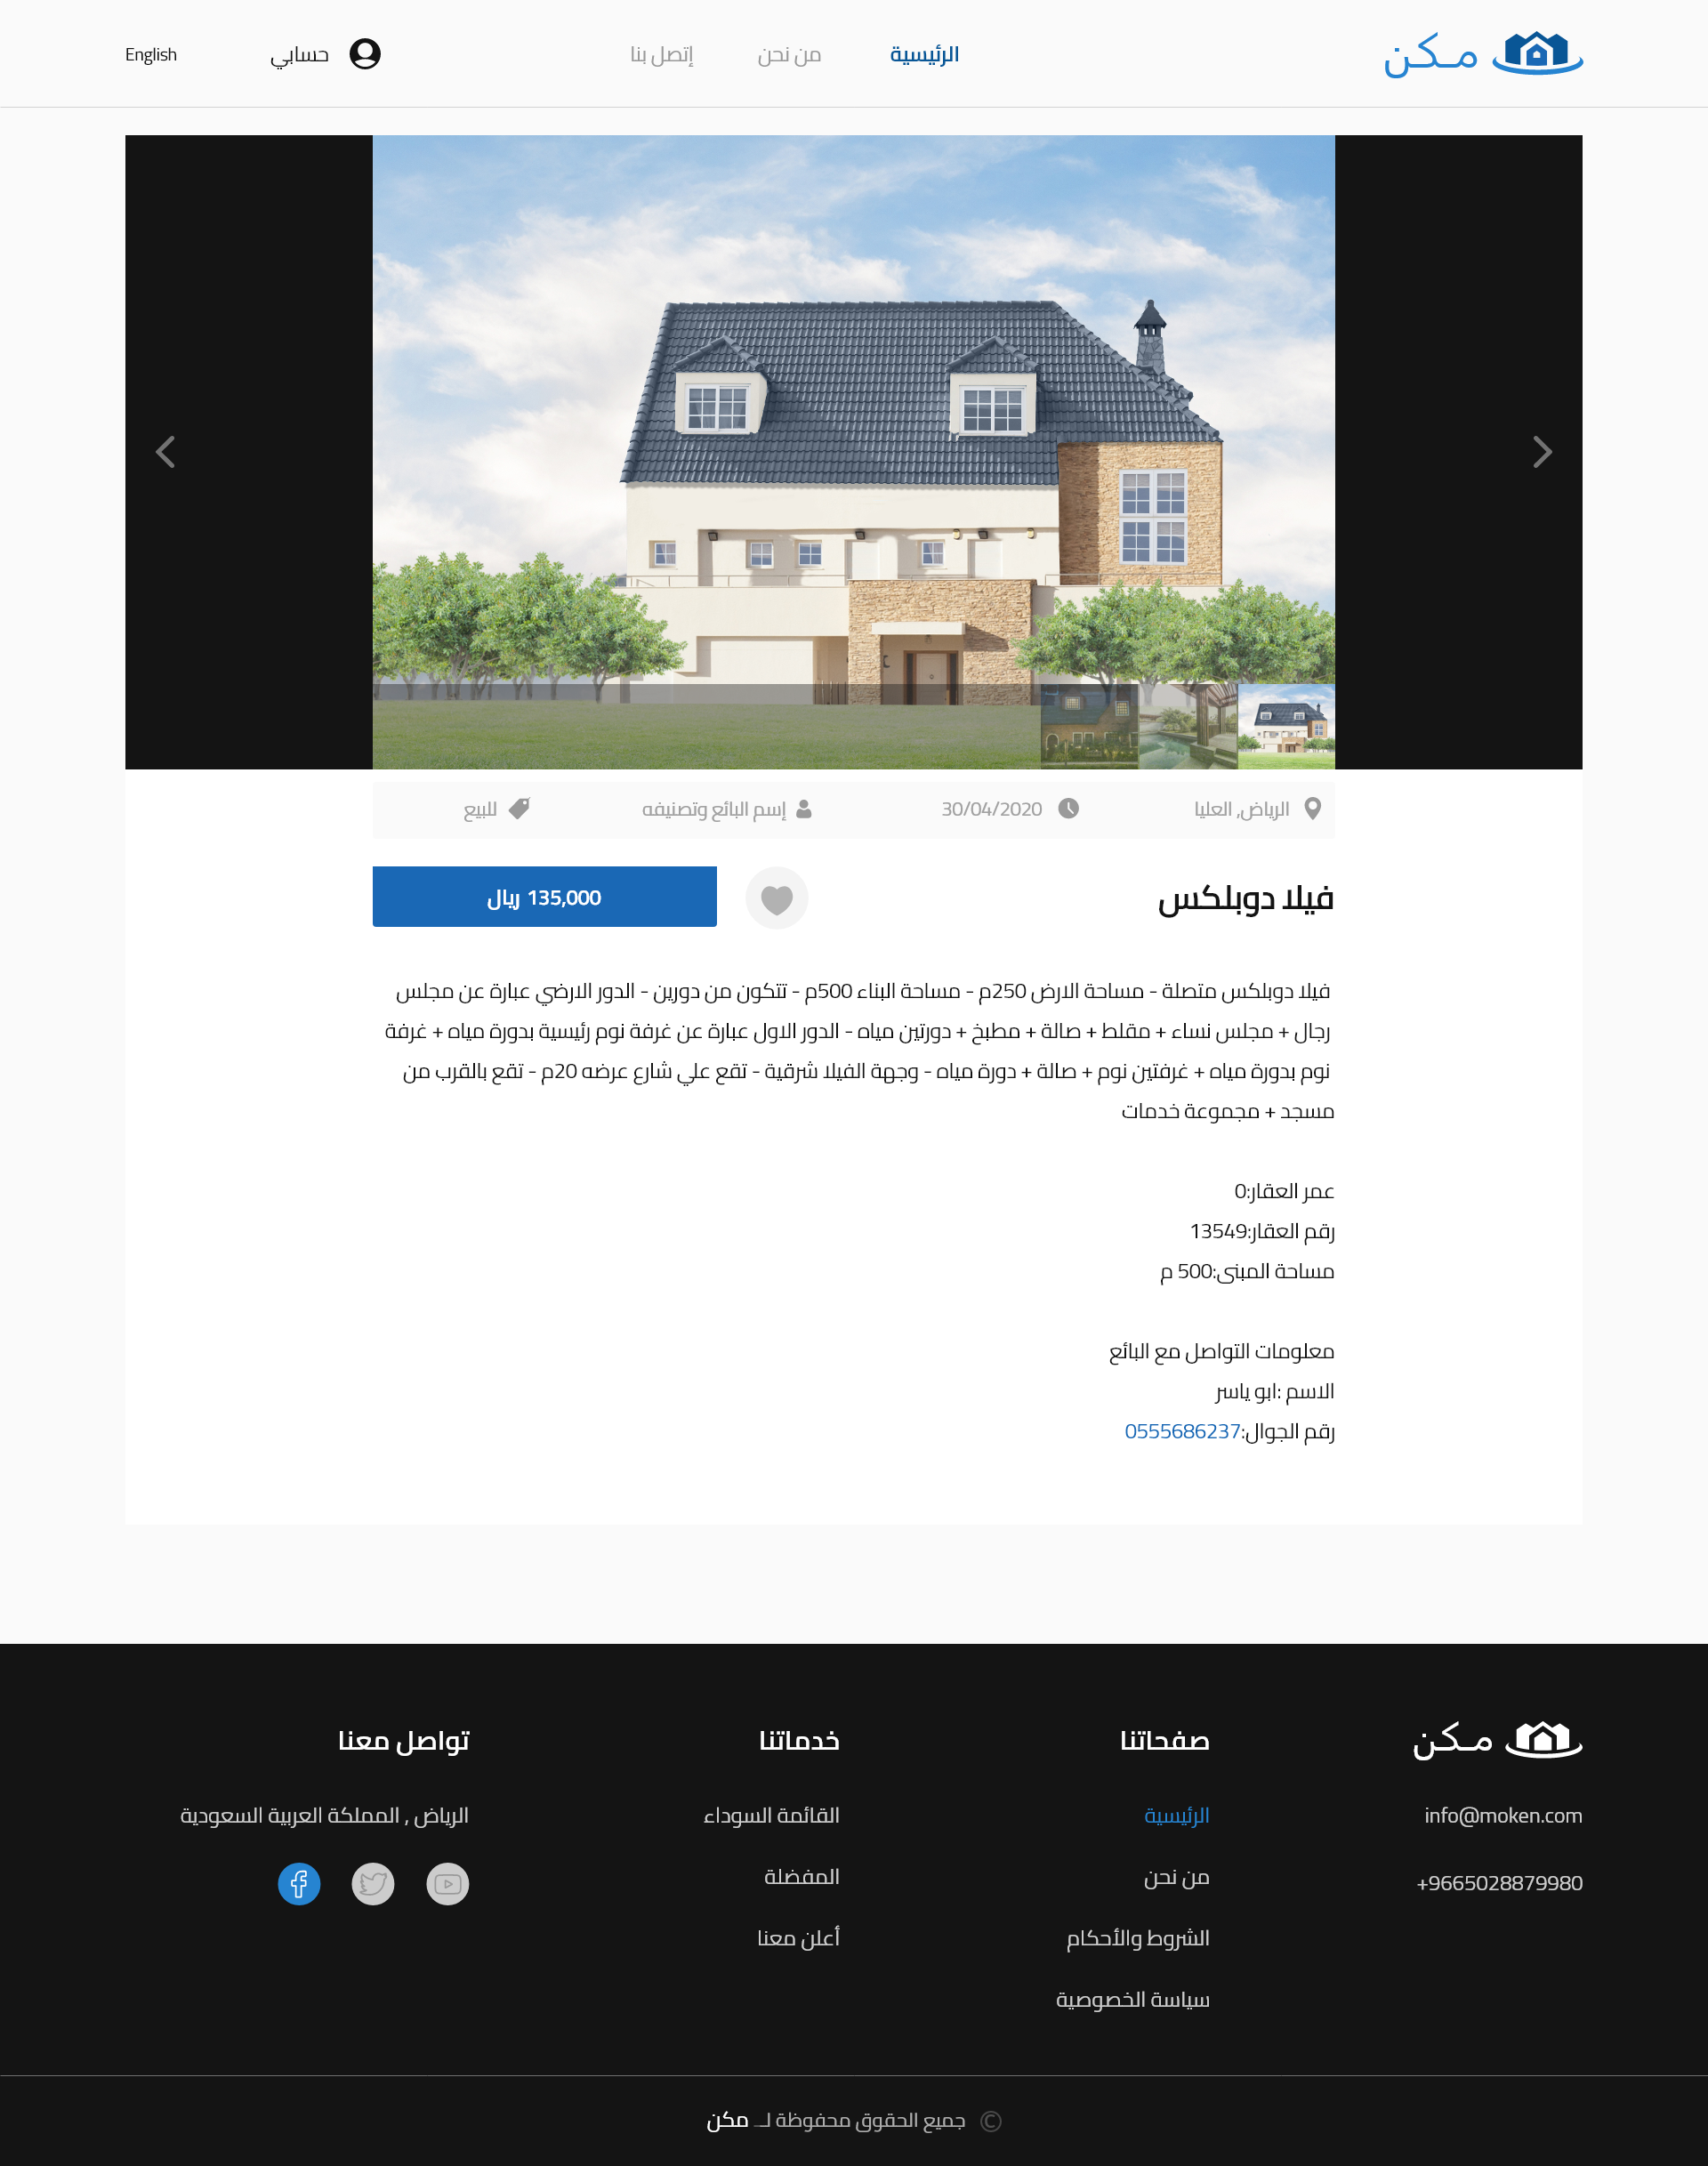 مـكـن
الرئيسية
من نحن
إتصل بنا
حسابي
English
الرياض, العليا
30/04/2020
إسم البائع وتصنيفه
للبيع
فيلا دوبلكس
135,000 ريال
فيلا دوبلكس متصلة - مساحة الارض 250م - مساحة البناء 500م - تتكون من دورين - الدور الارضي عبارة عن مجلس
رجال + مجلس نساء + مقلط + صالة + مطبخ + دورتين مياه - الدور الاول عبارة عن غرفة نوم رئيسية بدورة مياه + غرفة
نوم بدورة مياه + غرفتين نوم + صالة + دورة مياه - وجهة الفيلا شرقية - تقع علي شارع عرضه 20م - تقع بالقرب من
مسجد + مجموعة خدمات
عمر العقار:0
رقم العقار:13549
مساحة المبنى:500 م
معلومات التواصل مع البائع
الاسم :ابو ياسر
رقم الجوال:0555686237
مـكـن
info@moken.com
+9665028879980
صفحاتنا
الرئيسية
من نحن
الشروط والأحكام
سياسة الخصوصية
خدماتنا
القائمة السوداء
المفضلة
أعلن معنا
تواصل معنا
الرياض , المملكة العربية السعودية
© جميع الحقوق محفوظة لـ مكن